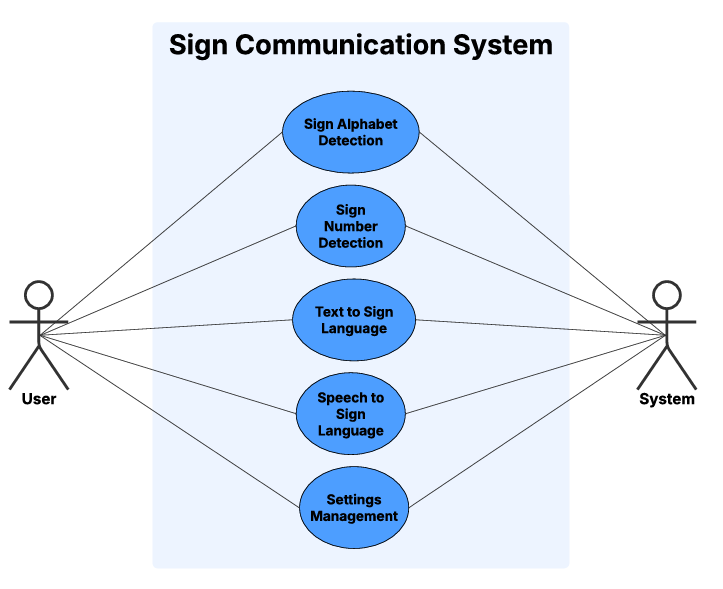 Sign Communication System
Sign Alphabet
Detection
Sign
Number
Detection
Text to Sign
Language
Speech to
Sign
Language
Settings
Management
User
System